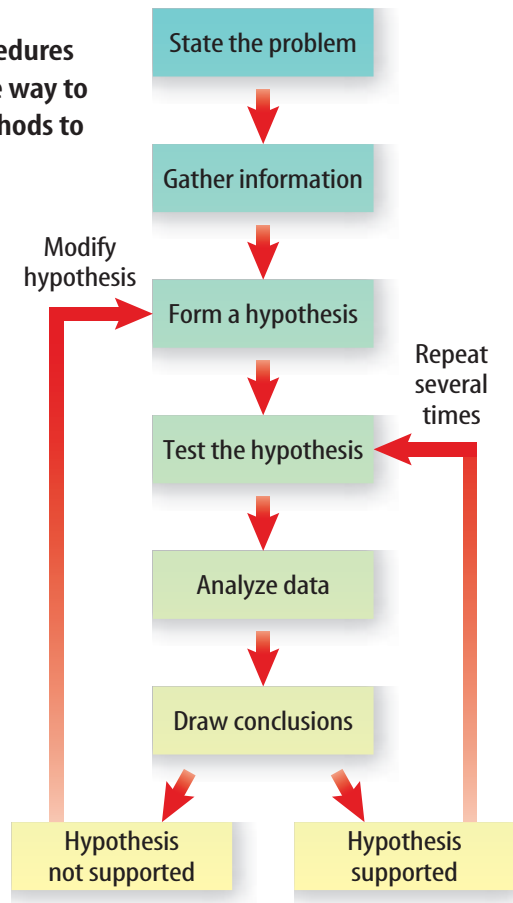 edures
e way to
hods to
State the problem
Gather information
Modify
hypothesis
Form a hypothesis
Repeat
several
times
Test the hypothesis
Analyze data
Draw conclusions
Hypothesis
not supported
Hypothesis
supported